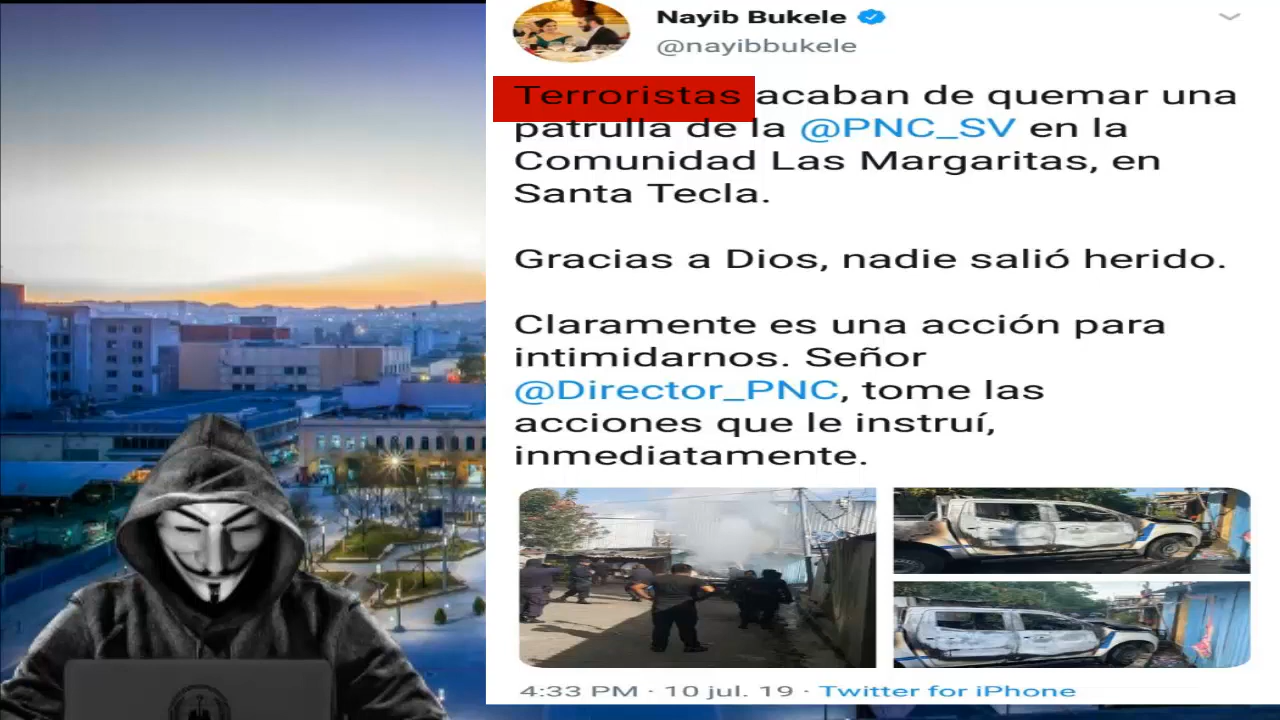 Nayib Bukele
@nayibbukele
Terroristas acaban de quemar una
patrulla de la @PNC_SV en la
Comunidad Las Margaritas, en
Santa Tecla.
Gracias a Dios, nadie salió herido.
Claramente es una acción para
intimidarnos. Señor
@Director_PNC, tome las
acciones que le instruí,
inmediatamente.
4:33 PM · 10 jul. 19 · Twitter for iPhone